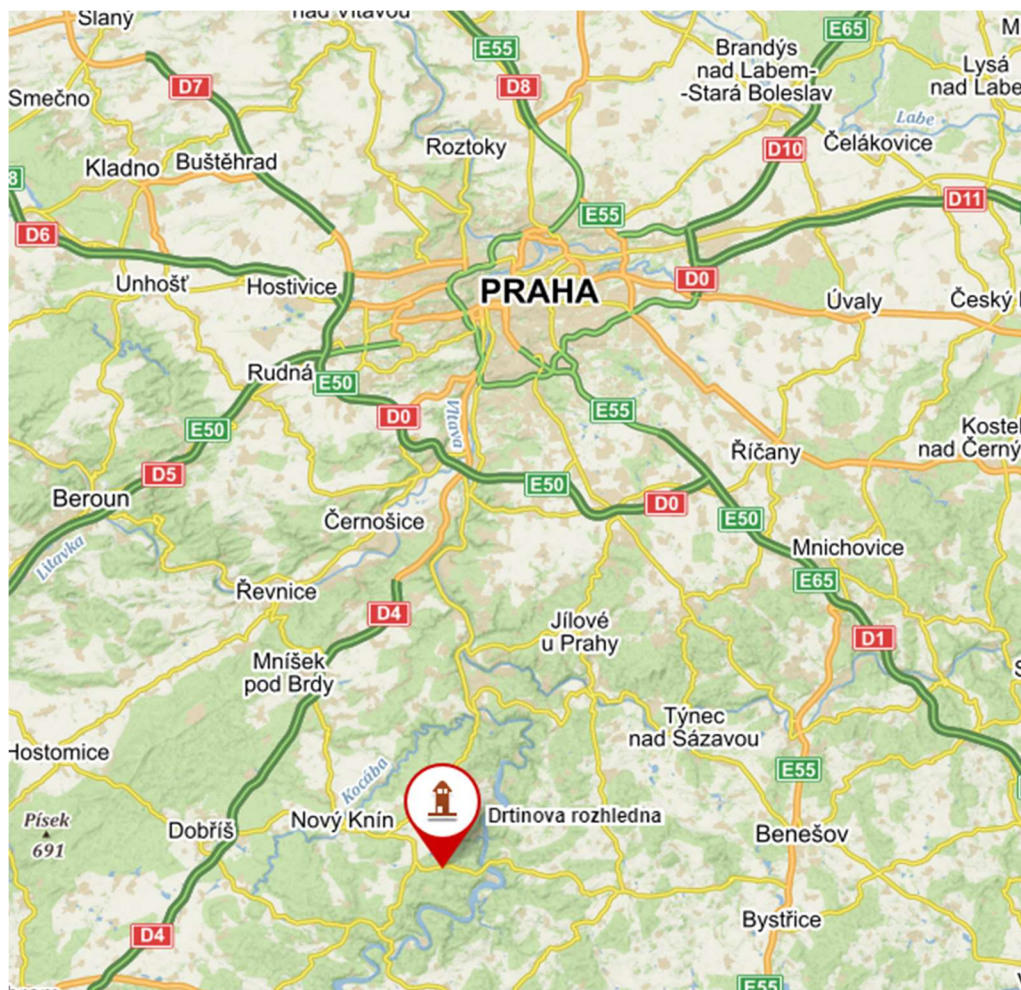 Slaný
nad Vltavou
E65
E55
Brandýs
nad Labem-
-Stará Boleslav
Lysá
nad Labe
D7
D8
Smečno
Labe
Roztoky
D10
Čelákovice
Kladno
Buštěhrad
8
D11
E55
D6
Unhošť
Hostivice
PRAHA
D0
Úvaly
Český
Rudná
E50
Vltava
D0
E55
E50
Kostel
nad Černý
Říčany
D5
Beroun
E50
D0
Černošice
E50
Litavka
Mnichovice
Řevnice
E65
D4
Jílové
u Prahy
D1
Mníšek
pod Brdy
Týnec
nad Sázavou
Hostomice
Kocába
E55
Písek
691
Dobříš
Nový Knín
Drtinova rozhledna
Benešov
D4
Bystřice
E55